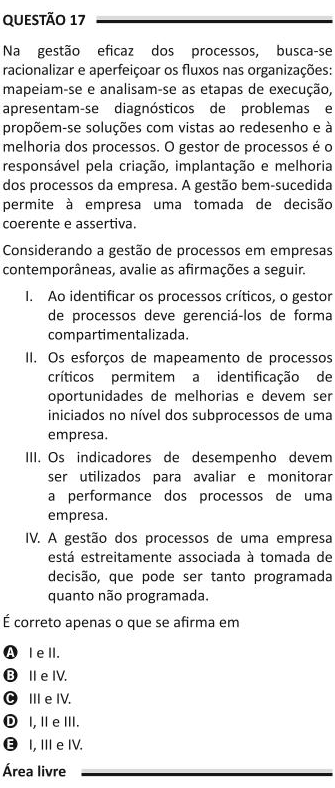 QUESTÃO 17
Na gestão eficaz dos processos, busca-se
racionalizar e aperfeiçoar os fluxos nas organizações:
mapeiam-se e analisam-se as etapas de execução,
apresentam-se diagnósticos de problemas e
propõem-se soluções com vistas ao redesenho e à
melhoria dos processos. O gestor de processos é o
responsável pela criação, implantação e melhoria
dos processos da empresa. A gestão bem-sucedida
permite à empresa uma tomada de decisão
coerente e assertiva.
Considerando a gestão de processos em empresas
contemporâneas, avalie as afirmações a seguir.
I. Ao identificar os processos críticos, o gestor
de processos deve gerenciá-los de forma
compartimentalizada.
II. Os esforços de mapeamento de processos
críticos permitem a identificação de
oportunidades de melhorias e devem ser
iniciados no nível dos subprocessos de uma
empresa.
III. Os indicadores de desempenho devem
ser utilizados para avaliar e monitorar
a performance dos processos de uma
empresa.
IV. A gestão dos processos de uma empresa
está estreitamente associada à tomada de
decisão, que pode ser tanto programada
quanto não programada.
É correto apenas o que se afirma em
A I e II.
B II e IV.
C III e IV.
D I, II e III.
E I, III e IV.
Área livre